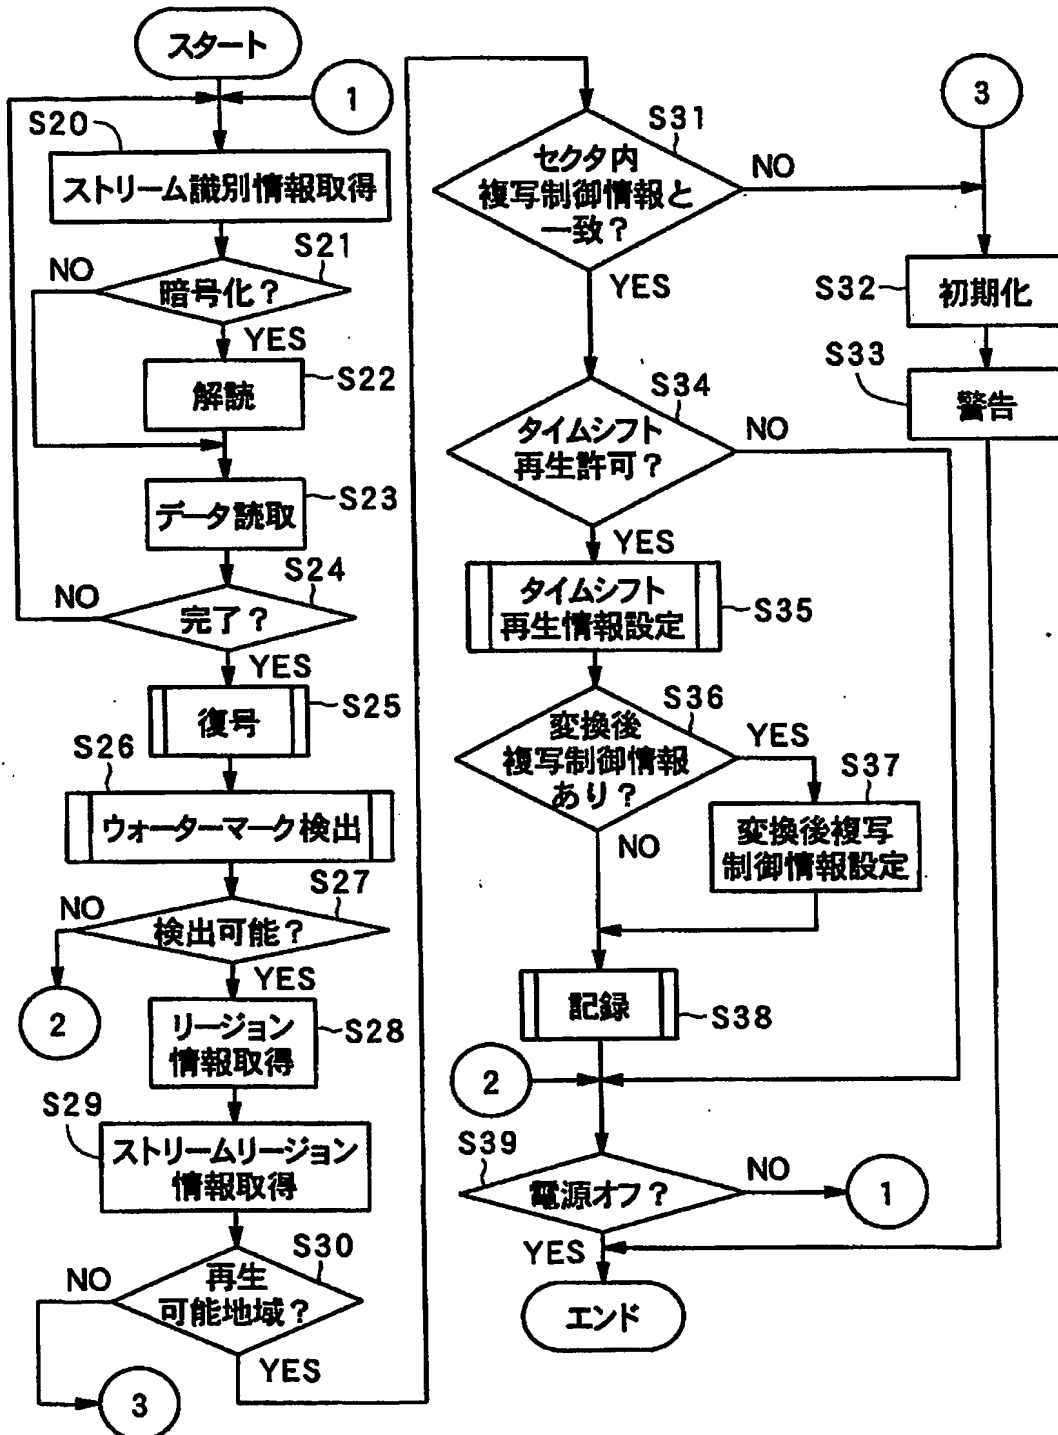 スタート
1
S20
ストリーム識別情報取得
S21
暗号化？
NO
YES
S22
解読
S23
データ読取
S24
完了？
NO
YES
S25
復号
S26
ウォーターマーク検出
S27
検出可能？
NO
YES
2
S28
リージョン
情報取得
S29
ストリームリージョン
情報取得
S30
再生
可能地域？
NO
YES
3
S31
セクタ内
複写制御情報と
一致？
NO
YES
3
S32
初期化
S33
警告
S34
タイムシフト
再生許可？
NO
YES
S35
タイムシフト
再生情報設定
S36
変換後
複写制御情報
あり？
YES
NO
S37
変換後複写
制御情報設定
S38
記録
2
S39
電源オフ？
NO
1
YES
エンド